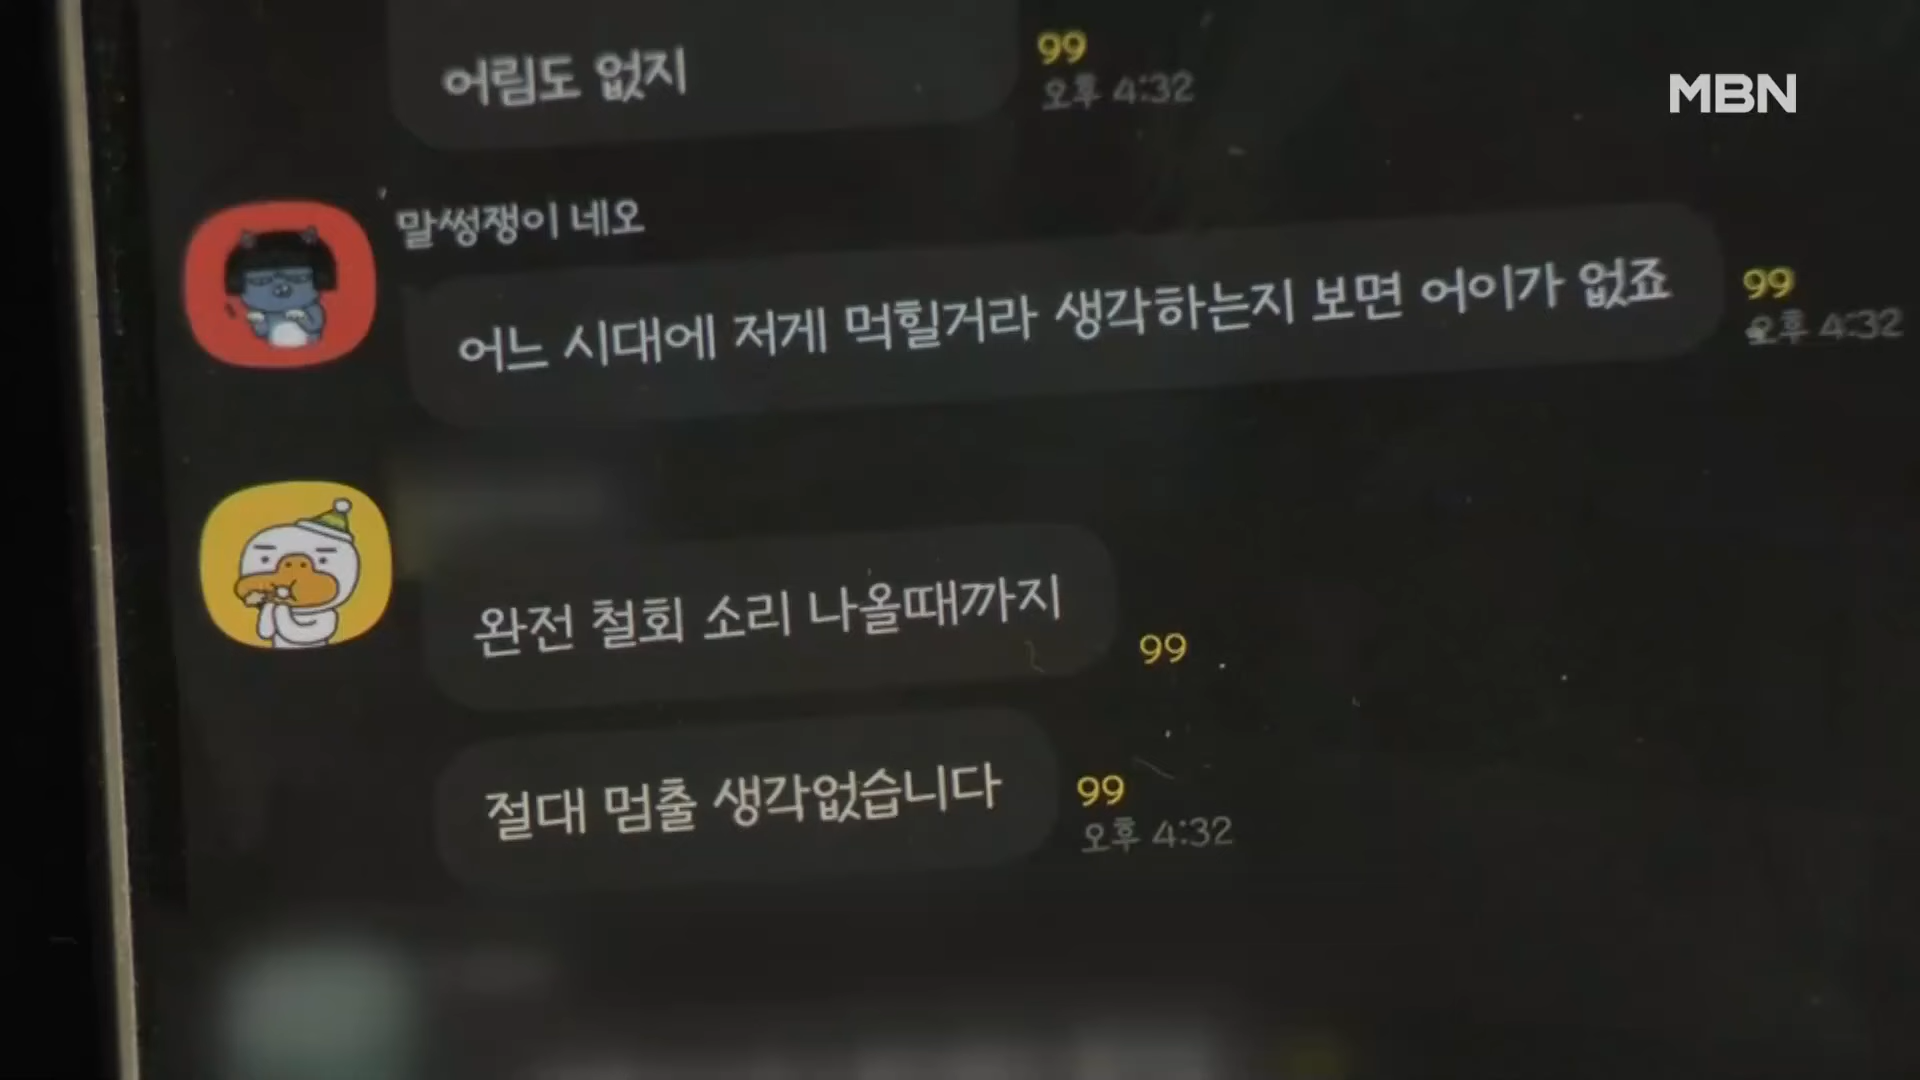 어림도 없지
99
오후 4:32
MBN
말썽쟁이 네오
어느 시대에 저게 먹힐거라 생각하는지 보면 어이가 없죠
99
오후 4:32
완전 철회 소리 나올때까지
99
절대 멈출 생각없습니다
99
오후 4:32